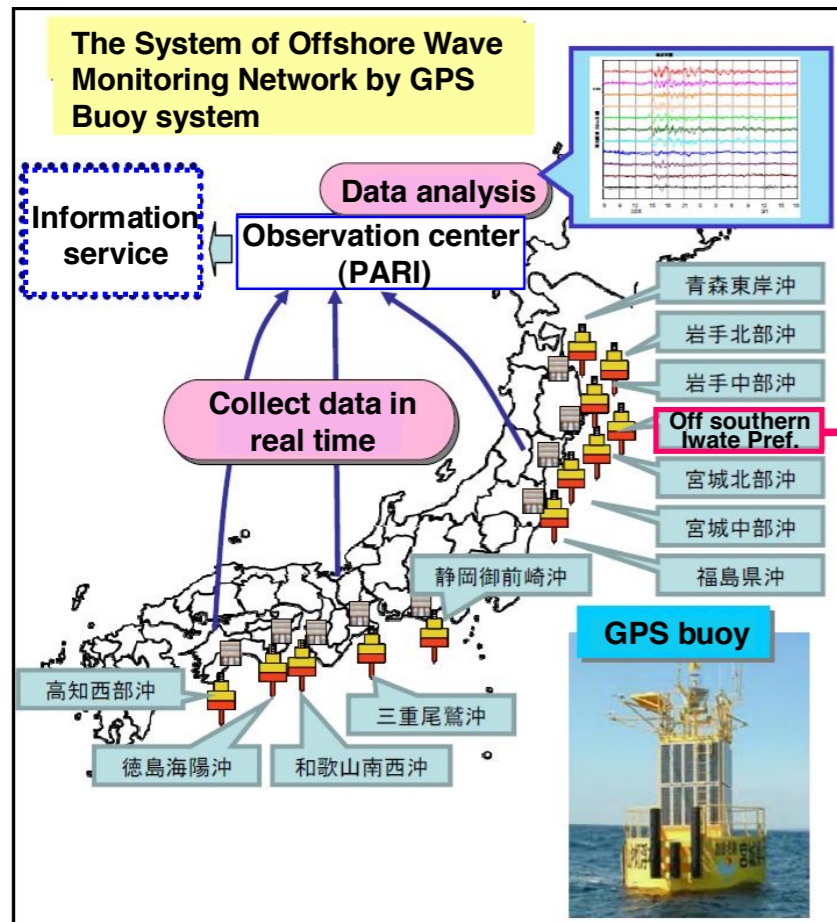 The System of Offshore Wave
Monitoring Network by GPS
Buoy system
Data analysis
Information
service
Observation center
(PARI)
青森東岸沖
岩手北部沖
岩手中部沖
Collect data in
real time
Off southern
Iwate Pref.
宮城北部沖
宮城中部沖
福島県沖
静岡御前崎沖
GPS buoy
高知西部沖
三重尾鷲沖
徳島海陽沖
和歌山南西沖